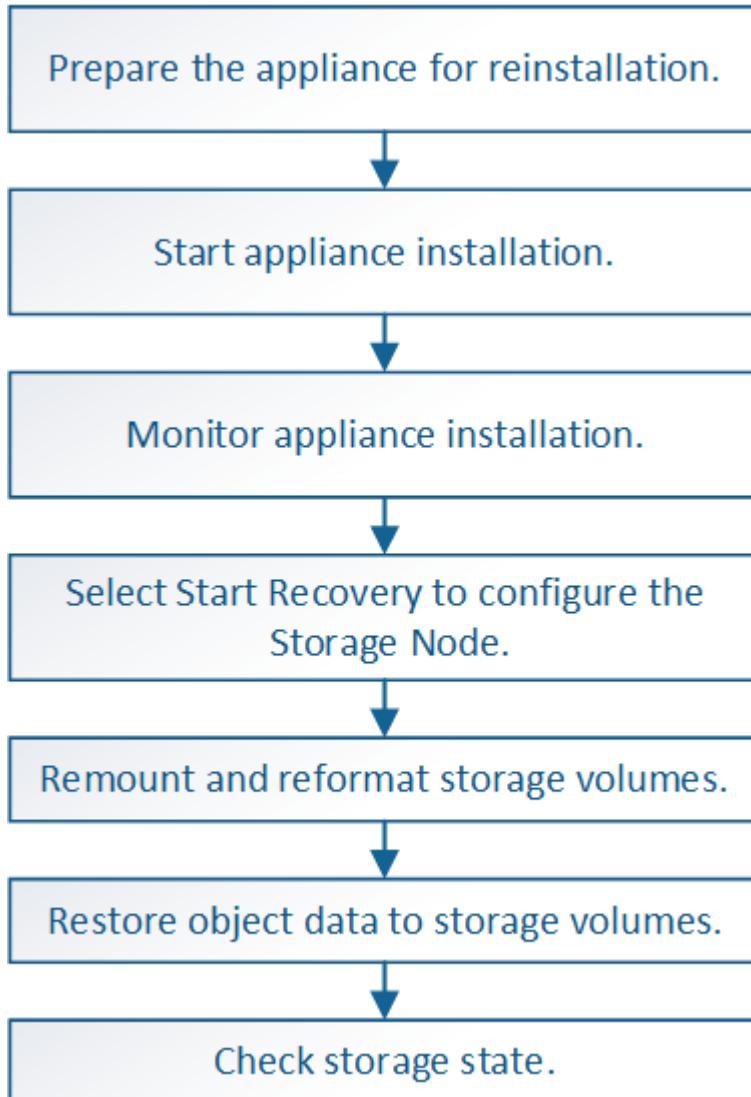 Prepare the appliance for reinstallation.
Start appliance installation.
Monitor appliance installation.
Select Start Recovery to configure the
Storage Node.
Remount and reformat storage volumes.
Restore object data to storage volumes.
Check storage state.